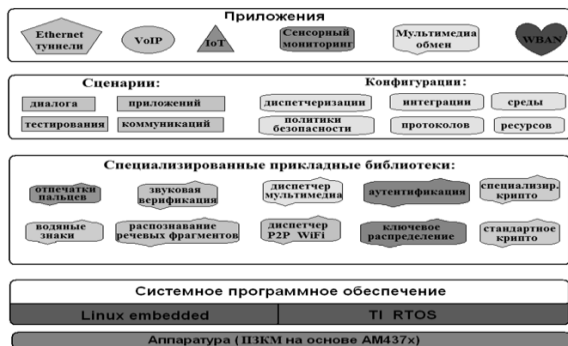 Приложения
Ethernet туннели
VoIP
IoT
Сенсорный мониторинг
Мультимедиа обмен
WBAN
Сценарии:
Конфигурации:
диалога
приложений
диспетчеризации
интеграции
среды
тестирования
коммуникаций
политики безопасности
протоколов
ресурсов
Специализированные прикладные библиотеки:
отпечатки пальцев
звуковая верификация
диспетчер мультимедиа
аутентификация
специализир. крипто
водяные знаки
распознавание речевых фрагментов
диспетчер P2P WiFi
ключевое распределение
стандартное крипто
Системное программное обеспечение
Linux embedded
TI RTOS
Аппаратура (ПЗКМ на основе AM437x)